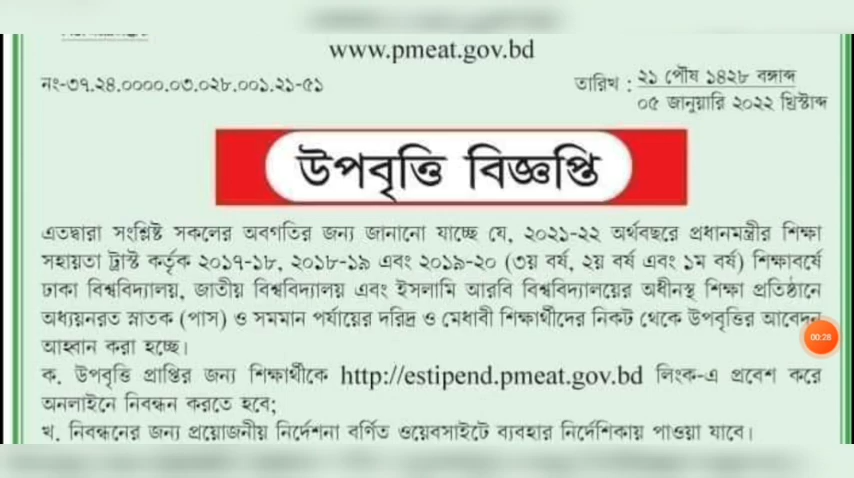 www.pmeat.gov.bd
নং-৩৭.২৪.০০০০.০৩.০২৮.০০১.২১-৫১
তারিখ : ২১ পৌষ ১৪২৮ বঙ্গাব্দ
০৫ জানুয়ারি ২০২২ খ্রিস্টাব্দ
উপবৃত্তি বিজ্ঞপ্তি
এতদ্বারা সংশ্লিষ্ট সকলের অবগতির জন্য জানানো যাচ্ছে যে, ২০২১-২২ অর্থবছরে প্রধানমন্ত্রীর শিক্ষা
সহায়তা ট্রাস্ট কর্তৃক ২০১৭-১৮, ২০১৮-১৯ এবং ২০১৯-২০ (৩য় বর্ষ, ২য় বর্ষ এবং ১ম বর্ষ) শিক্ষাবর্ষে
ঢাকা বিশ্ববিদ্যালয়, জাতীয় বিশ্ববিদ্যালয় এবং ইসলামি আরবি বিশ্ববিদ্যালয়ের অধীনস্থ শিক্ষা প্রতিষ্ঠানে
অধ্যয়নরত স্নাতক (পাস) ও সমমান পর্যায়ের দরিদ্র ও মেধাবী শিক্ষার্থীদের নিকট থেকে উপবৃত্তির আবেদন
আহ্বান করা হচ্ছে।
00:28
ক. উপবৃত্তি প্রাপ্তির জন্য শিক্ষার্থীকে http://estipend.pmeat.gov.bd লিংক-এ প্রবেশ করে
অনলাইনে নিবন্ধন করতে হবে;
খ. নিবন্ধনের জন্য প্রয়োজনীয় নির্দেশনা বর্ণিত ওয়েবসাইটে ব্যবহার নির্দেশিকায় পাওয়া যাবে।